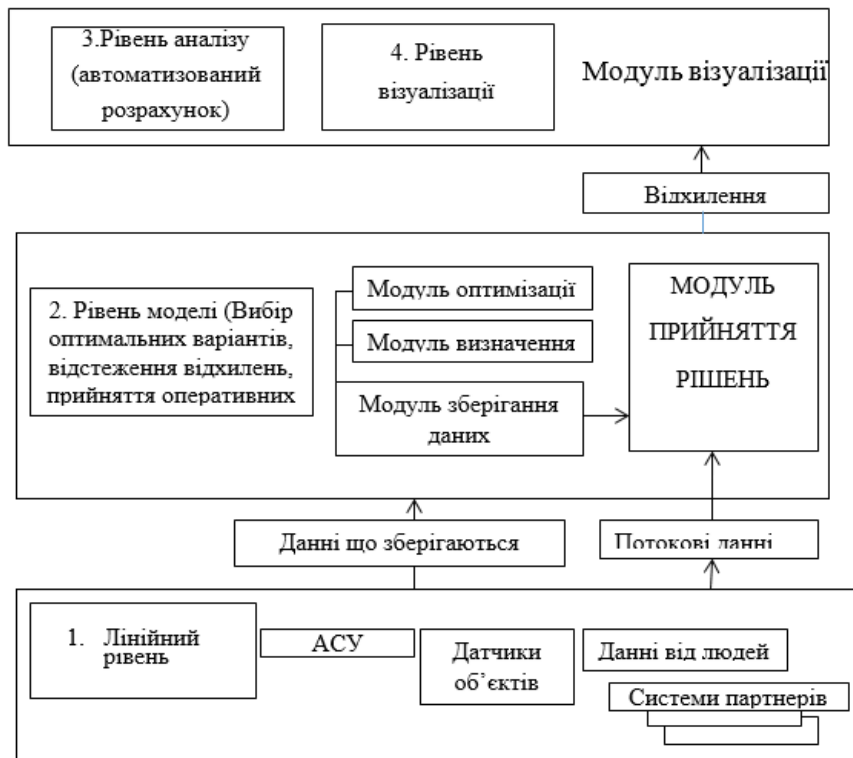 3.Рівень аналізу
(автоматизований
розрахунок)
4. Рівень
візуалізації
Модуль візуалізації
Відхилення
2. Рівень моделі (Вибір
оптимальних варіантів,
відстеження відхилень,
прийняття оперативних
Модуль оптимізації
Модуль визначення
Модуль зберігання
даних
МОДУЛЬ
ПРИЙНЯТТЯ
РІШЕНЬ
Данні що зберігаються
Потокові данні
1. Лінійний
рівень
АСУ
Датчики
об’єктів
Данні від людей
Системи партнерів